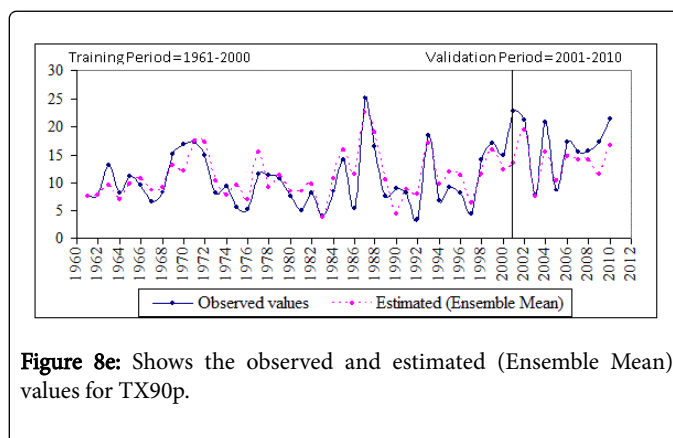 Training Period=1961-2000 Validation Period=2001-2010
30
25
20
15
10
5
0
1960 1962 1964 1966 1968 1970 1972 1974 1976 1978 1980 1982 1984 1986 1988 1990 1992 1994 1996 1998 2000 2002 2004 2006 2008 2010 2012
Observed values Estimated (Ensemble Mean)
Figure 8e: Shows the observed and estimated (Ensemble Mean)
values for TX90p.